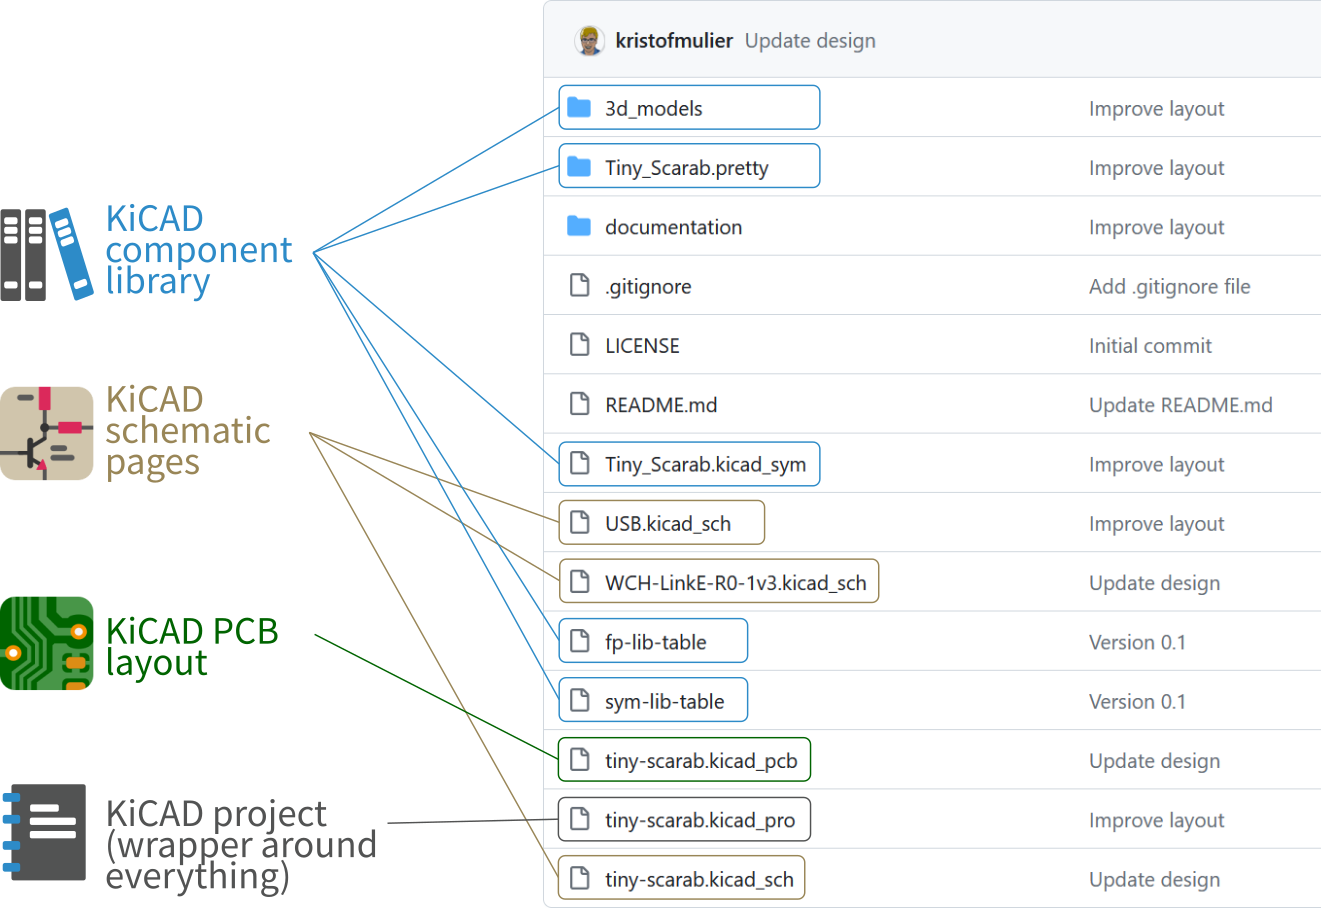 kristofmulier Update design
3d_models Improve layout
Tiny_Scarab.pretty Improve layout
documentation Improve layout
.gitignore Add .gitignore file
LICENSE Initial commit
README.md Update README.md
Tiny_Scarab.kicad_sym Improve layout
USB.kicad_sch Improve layout
WCH-LinkE-R0-1v3.kicad_sch Update design
fp-lib-table Version 0.1
sym-lib-table Version 0.1
tiny-scarab.kicad_pcb Update design
tiny-scarab.kicad_pro Improve layout
tiny-scarab.kicad_sch Update design
KiCAD
component
library
KiCAD
schematic
pages
KiCAD PCB
layout
KiCAD project
(wrapper around
everything)